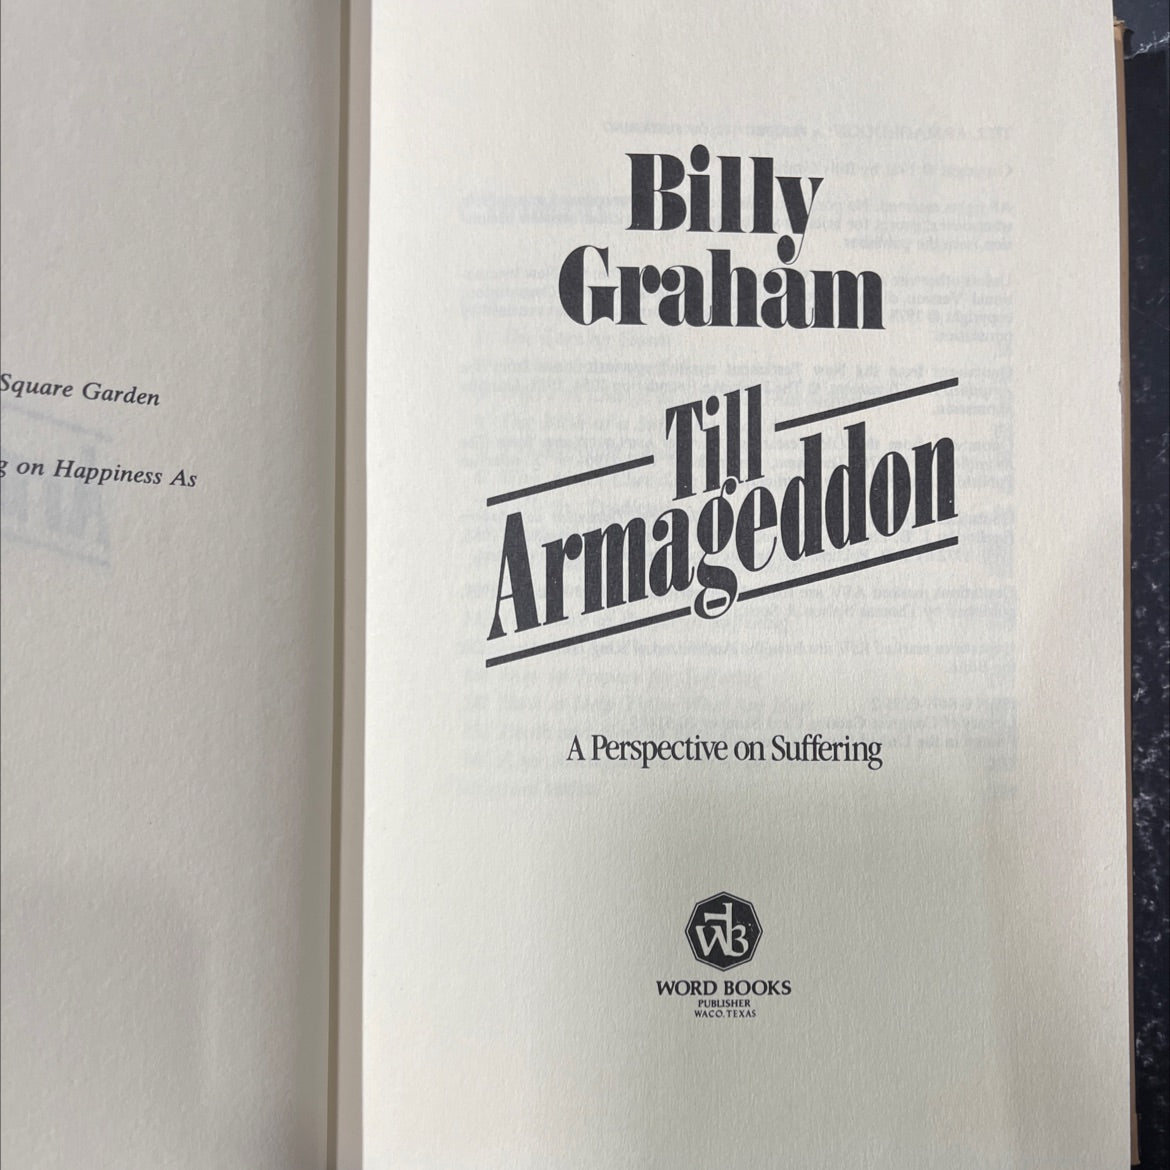 Square Garden
g on Happiness As
Billy
Graham
Till
Armageddon
A Perspective on Suffering
WORD BOOKS
PUBLISHER
WACO, TEXAS